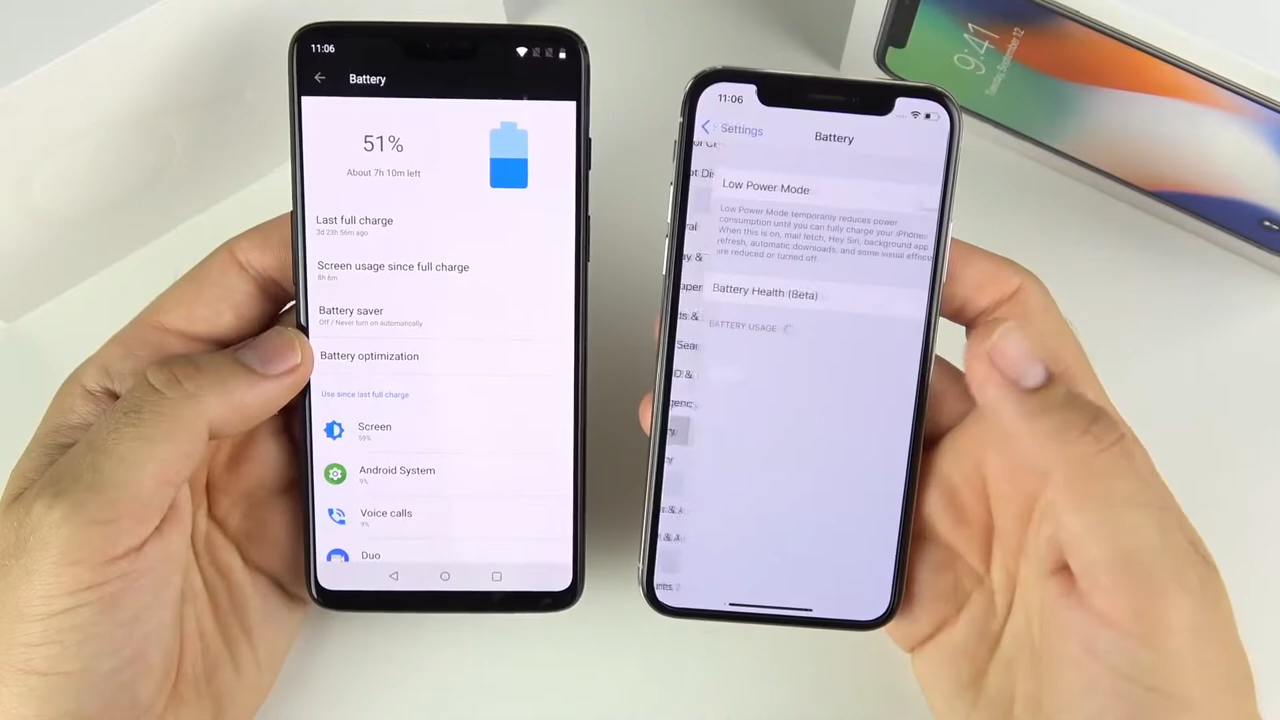 11:06
Battery
51%
About 7h 10m left
Last full charge
3d 23h 56m ago
Screen usage since full charge
8h 6m
Battery saver
Off / Never turn on automatically
Battery optimization
Use since last full charge
Screen
59%
Android System
9%
Voice calls
9%
Duo
11:06
Settings
Battery
Low Power Mode
Low Power Mode temporarily reduces power
consumption until you can fully charge your iPhone.
When this is on, mail fetch, Hey Siri, background app
refresh, automatic downloads, and some visual effects
are reduced or turned off.
Battery Health (Beta)
BATTERY USAGE
9:41
Tuesday, September 12